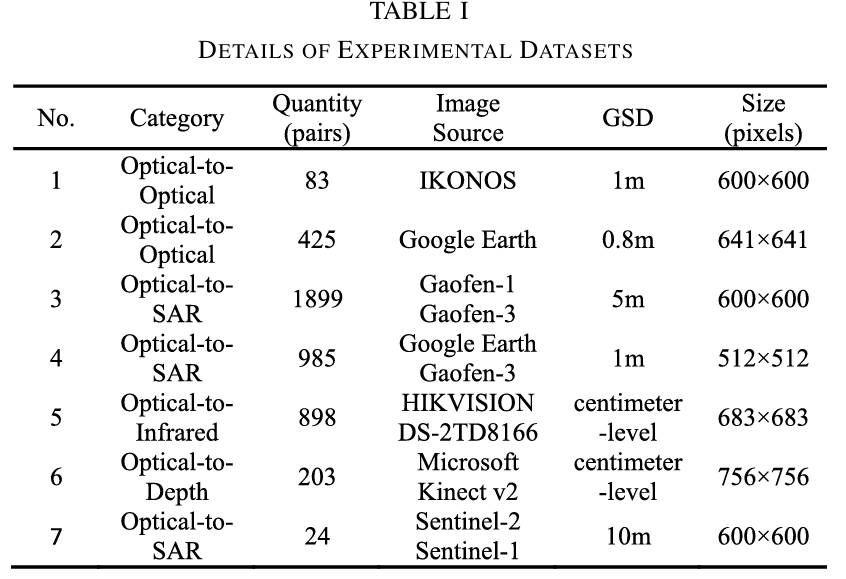 TABLE I
DETAILS OF EXPERIMENTAL DATASETS
No. Category Quantity (pairs) Image Source GSD Size (pixels)
1 Optical-to-Optical 83 IKONOS 1m 600×600
2 Optical-to-Optical 425 Google Earth 0.8m 641×641
3 Optical-to-SAR 1899 Gaofen-1 Gaofen-3 5m 600×600
4 Optical-to-SAR 985 Google Earth Gaofen-3 1m 512×512
5 Optical-to-Infrared 898 HIKVISION DS-2TD8166 centimeter-level 683×683
6 Optical-to-Depth 203 Microsoft Kinect v2 centimeter-level 756×756
7 Optical-to-SAR 24 Sentinel-2 Sentinel-1 10m 600×600